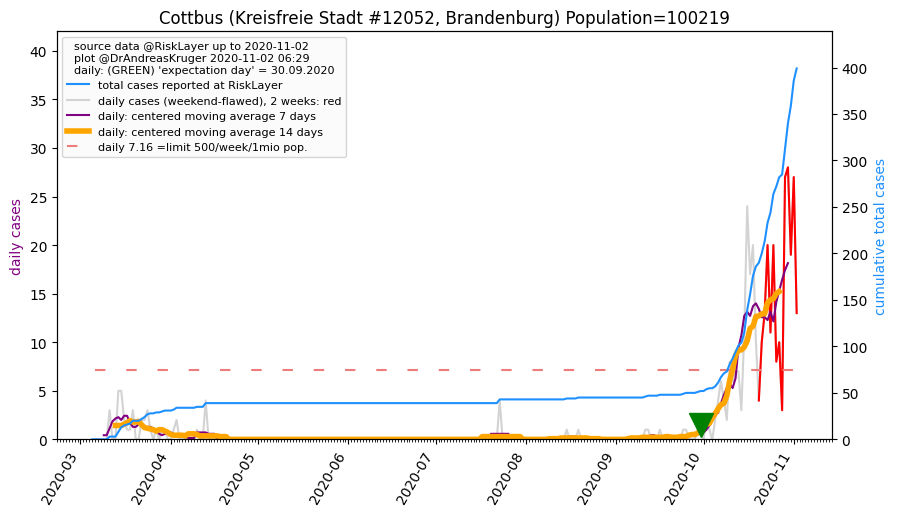 Cottbus (Kreisfreie Stadt #12052, Brandenburg) Population=100219
source data @RiskLayer up to 2020-11-02
plot @DrAndreasKruger 2020-11-02 06:29
daily: (GREEN) 'expectation day' = 30.09.2020
total cases reported at RiskLayer
daily cases (weekend-flawed), 2 weeks: red
daily: centered moving average 7 days
daily: centered moving average 14 days
daily 7.16 =limit 500/week/1mio pop.
daily cases
40
35
30
25
20
15
10
5
0
cumulative total cases
400
350
300
250
200
150
100
50
0
2020-03
2020-04
2020-05
2020-06
2020-07
2020-08
2020-09
2020-10
2020-11